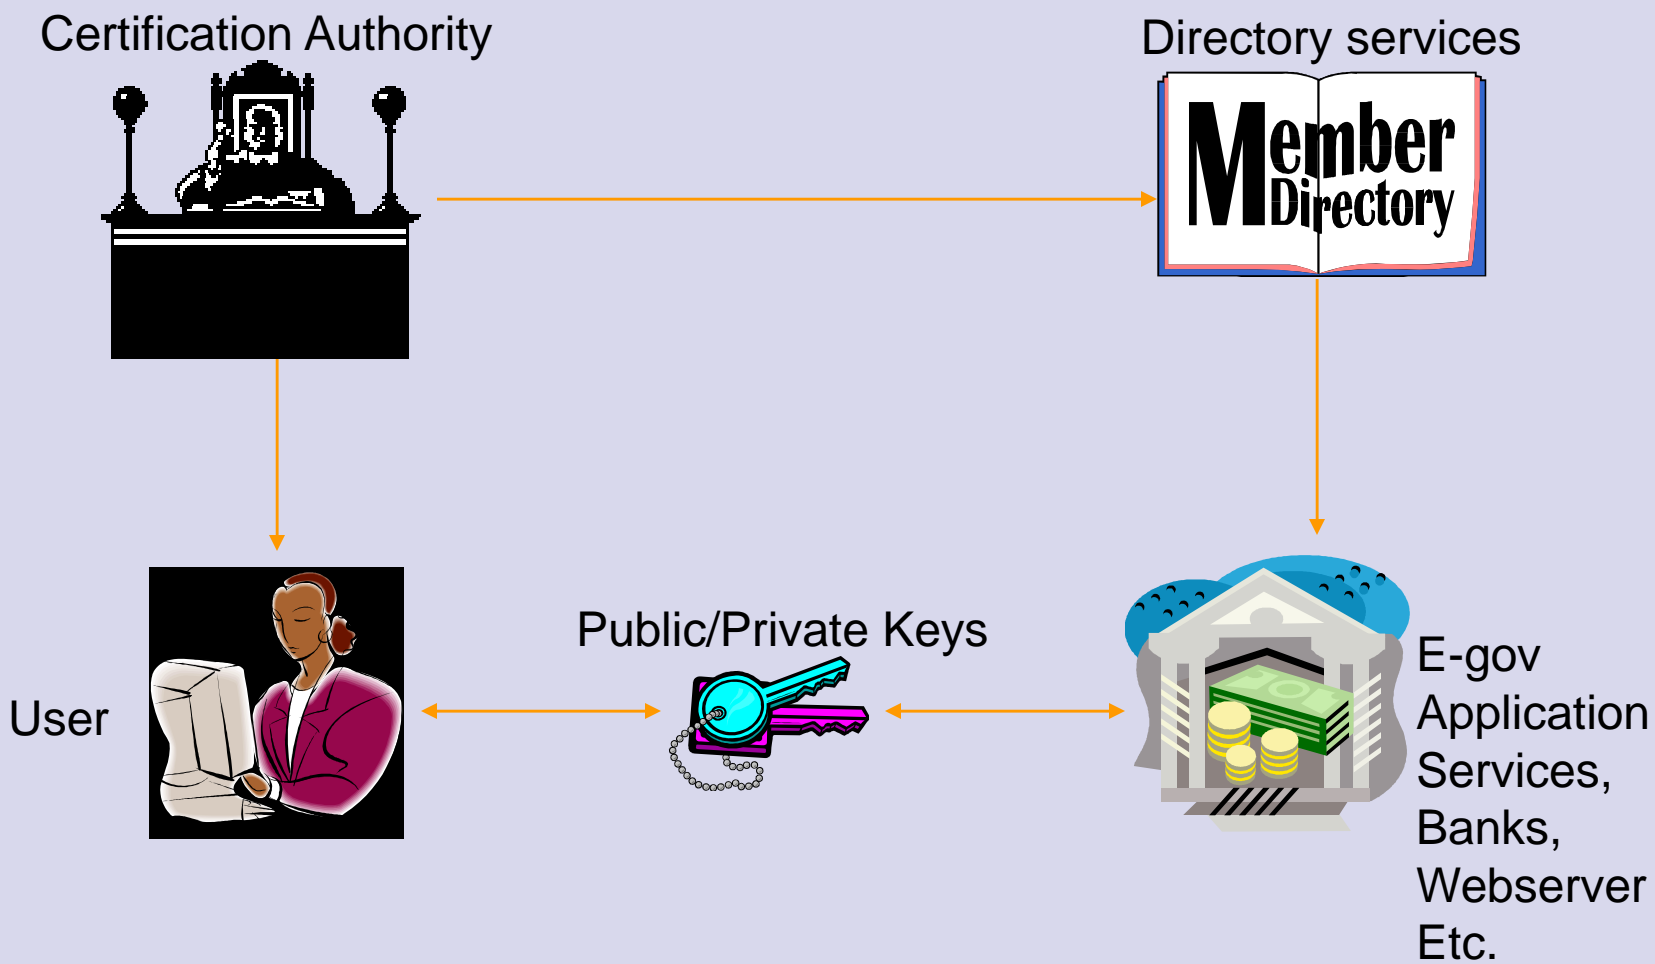 Certification Authority
Directory services
Member
Directory
Public/Private Keys
User
E-gov
Application
Services,
Banks,
Webserver
Etc.